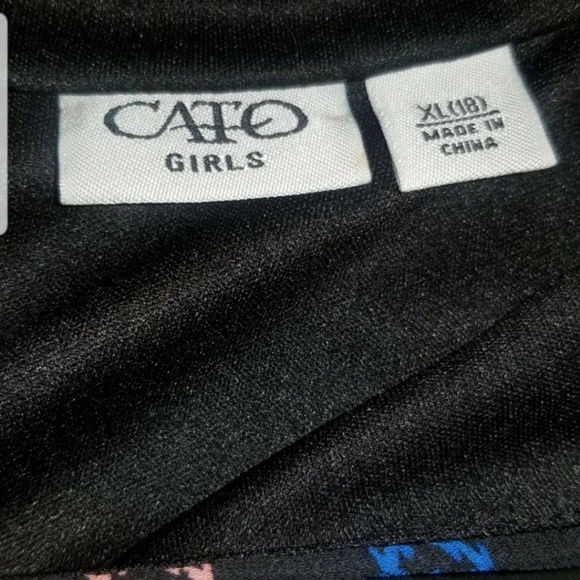 CATO
GIRLS
XL(18)
MADE IN
CHINA